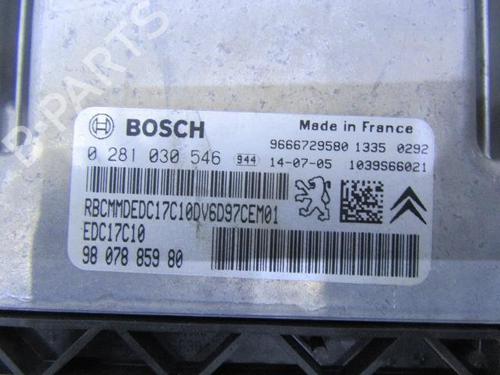 B-PARTS
BOSCH
Made in France
9666729580 1335 0292
0 281 030 546 944 14-07-05 1039S66021
RBCMMDEDC17C10DV6D97CEM01
EDC17C10
98 078 859 80